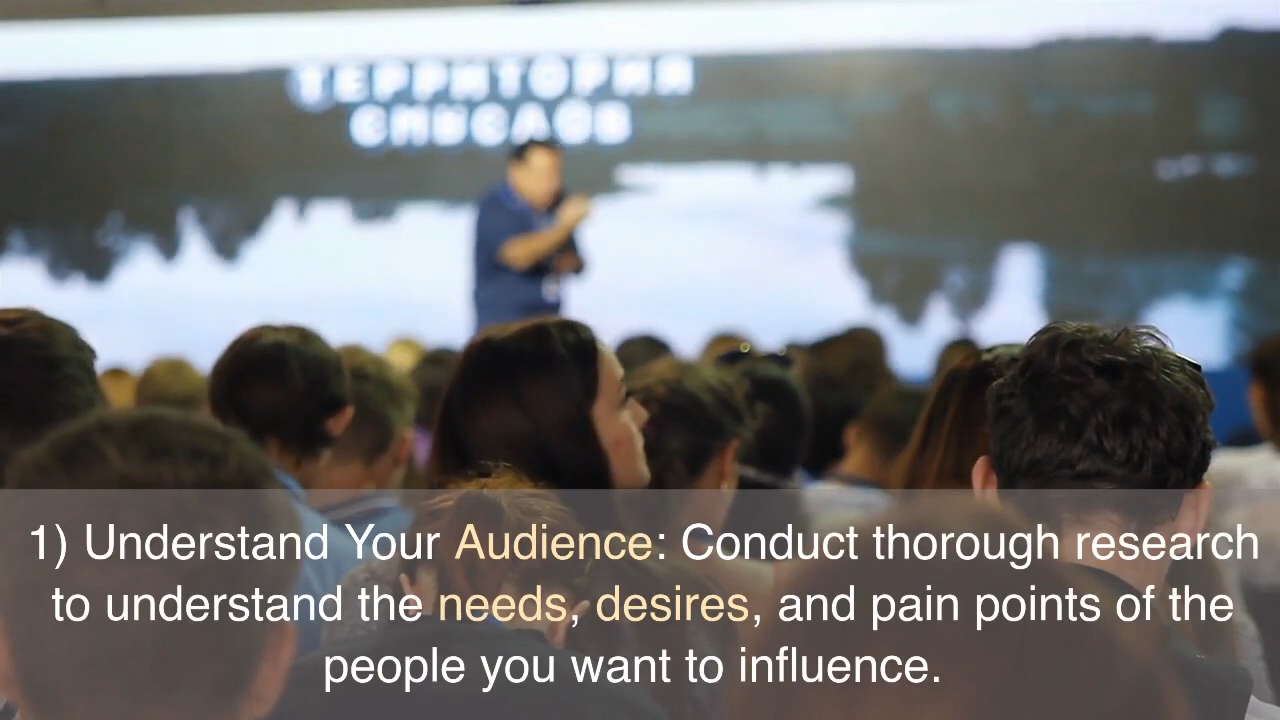 ТЕРРИТОРИЯ
СМЫСЛОВ
1) Understand Your Audience: Conduct thorough research
to understand the needs, desires, and pain points of the
people you want to influence.